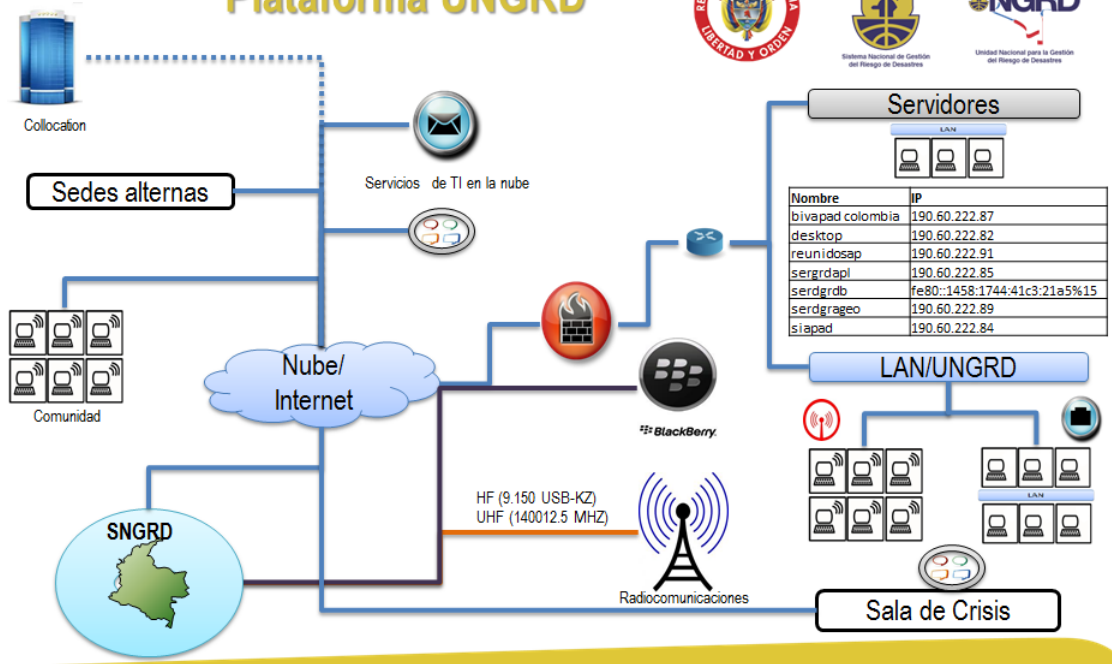 Plataforma UNGRD
LIBERTAD Y ORDEN
Sistema Nacional de Gestión
del Riesgo de Desastres
UNGRD
Unidad Nacional para la Gestión
del Riesgo de Desastres
Collocation
Servicios de TI en la nube
Sedes alternas
Servidores
LAN
Nombre IP
bivapad colombia 190.60.222.87
desktop 190.60.222.82
reunidosap 190.60.222.91
sergrdapl 190.60.222.85
serdgrdb fe80::1458:1744:41c3:21a5%15
serdgrageo 190.60.222.89
siapad 190.60.222.84
Comunidad
Nube/
Internet
BlackBerry.
LAN/UNGRD
LAN
HF (9.150 USB-KZ)
UHF (140012.5 MHZ)
SNGRD
Radiocomunicaciones
Sala de Crisis